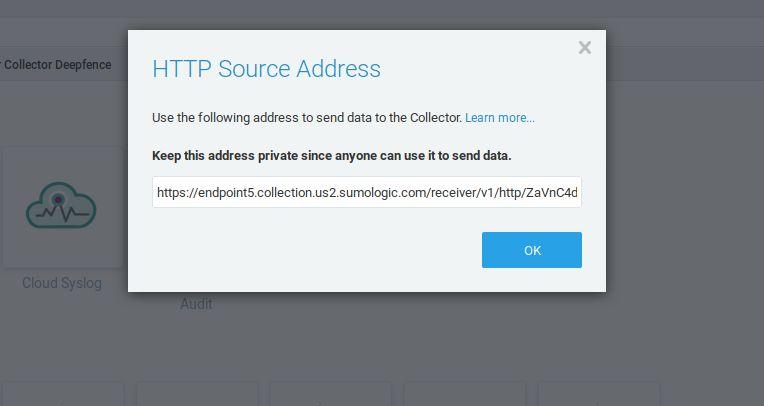 HTTP Source Address
Collector Deepfence
Use the following address to send data to the Collector. Learn more...
Keep this address private since anyone can use it to send data.
https://endpoint5.collection.us2.sumologic.com/receiver/v1/http/ZaVnC4d
OK
Cloud Syslog
Audit